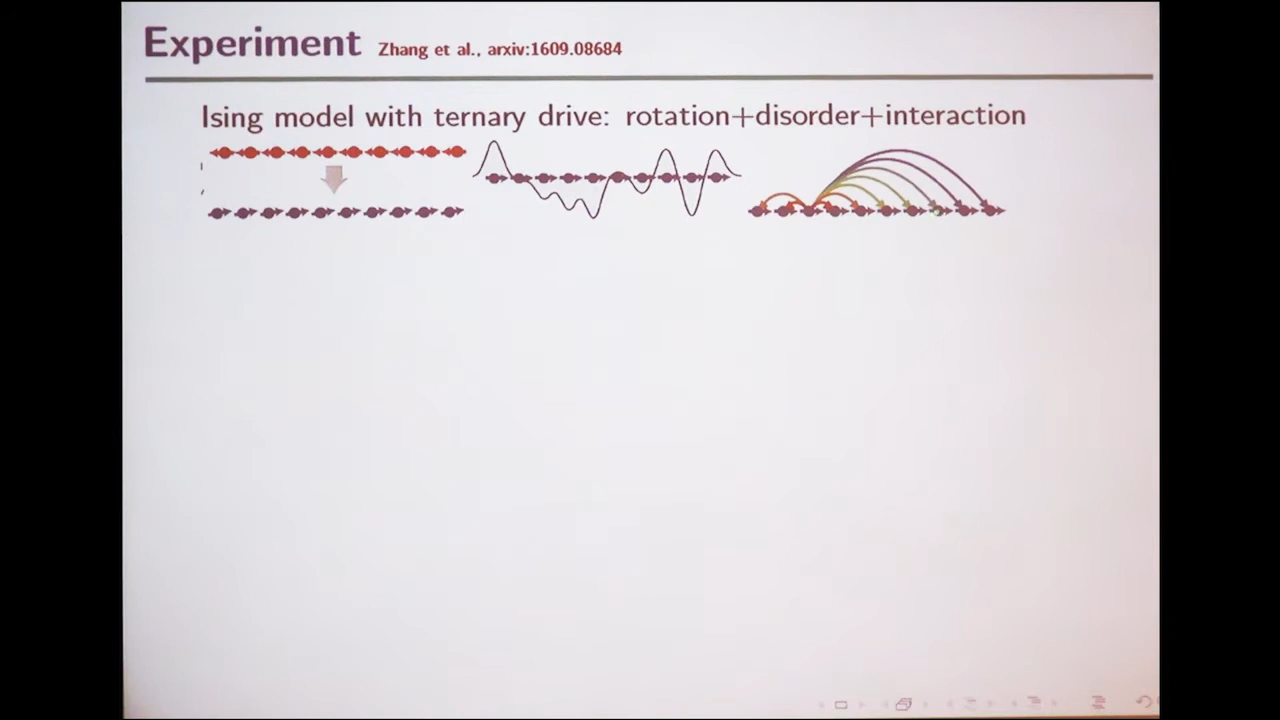 Experiment Zhang et al., arxiv:1609.08684
Ising model with ternary drive: rotation+disorder+interaction